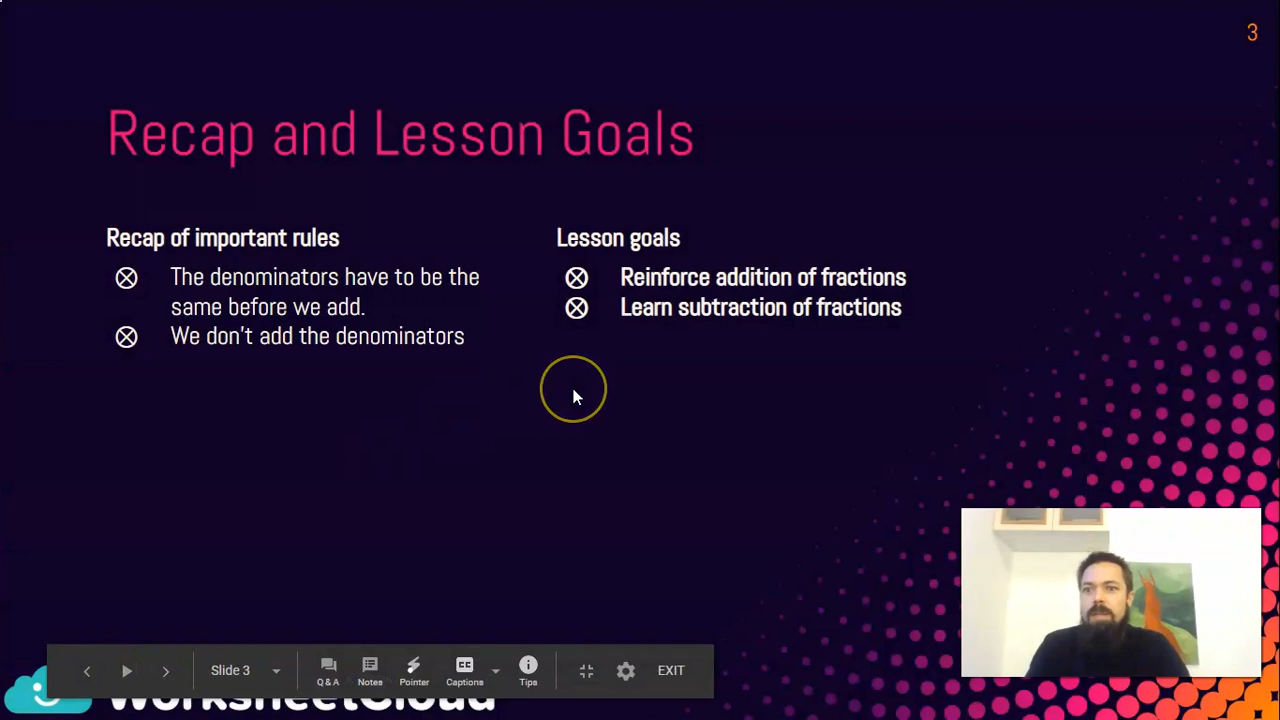 3
Recap and Lesson Goals
Recap of important rules
The denominators have to be the
same before we add.
We don't add the denominators
Lesson goals
Reinforce addition of fractions
Learn subtraction of fractions
Slide 3
Q & A
Notes
Pointer
CC
Captions
Tips
EXIT
WorksheetCloud